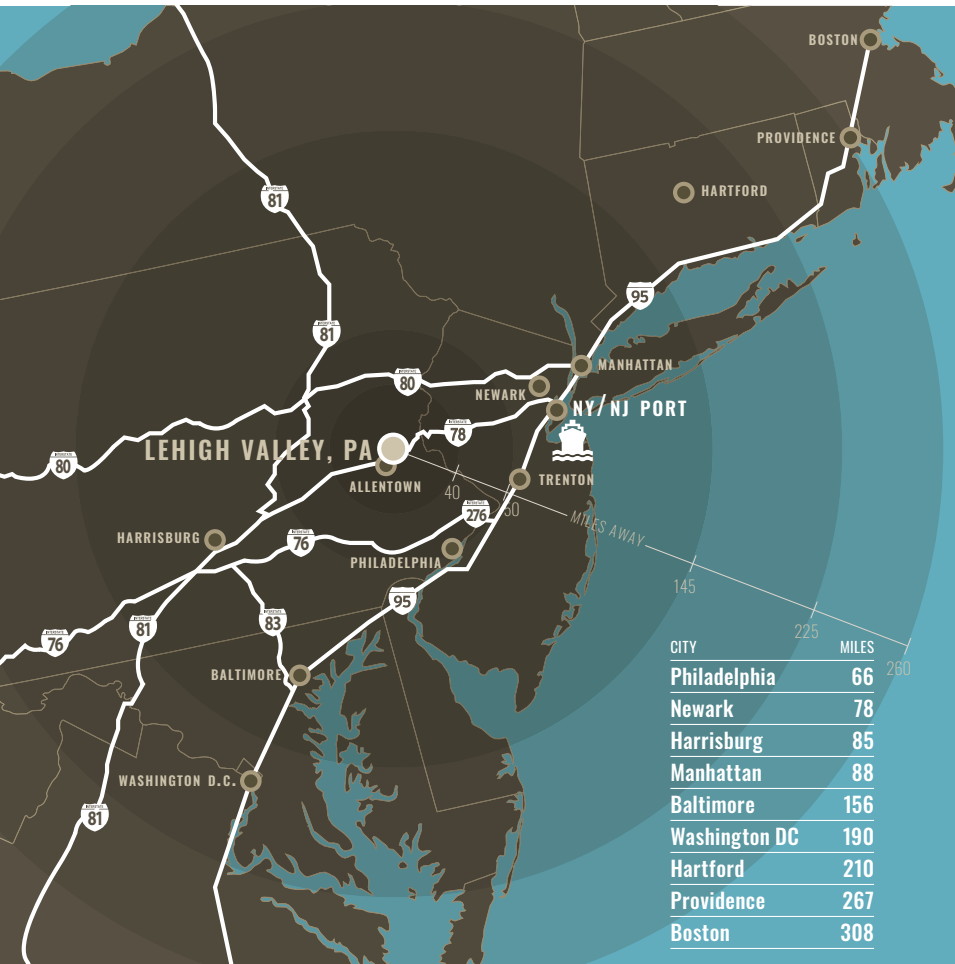 BOSTON
PROVIDENCE
HARTFORD
81
95
81
MANHATTAN
80
NEWARK
NY/NJ PORT
78
LEHIGH VALLEY, PA
80
ALLENTOWN
40
TRENTON
276
MILES AWAY
HARRISBURG
76
PHILADELPHIA
145
95
83
81
76
225
260
BALTIMORE
WASHINGTON D.C.
81
CITY MILES
Philadelphia 66
Newark 78
Harrisburg 85
Manhattan 88
Baltimore 156
Washington DC 190
Hartford 210
Providence 267
Boston 308